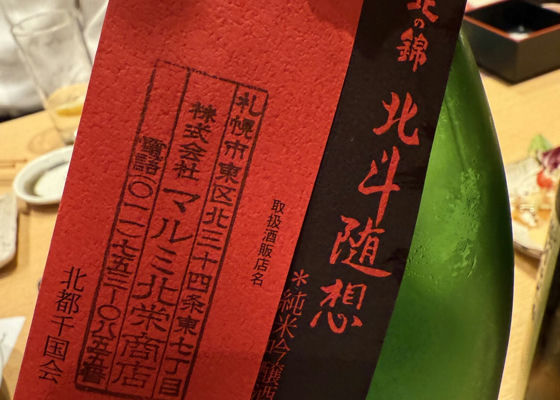 北の錦
北斗随想
＊純米吟醸酒
取扱酒販店名
札幌市東区北三十四条東七丁目
株式会社マルミ北栄商店
電話〇一一七五三ー〇八五五番
北都千国会